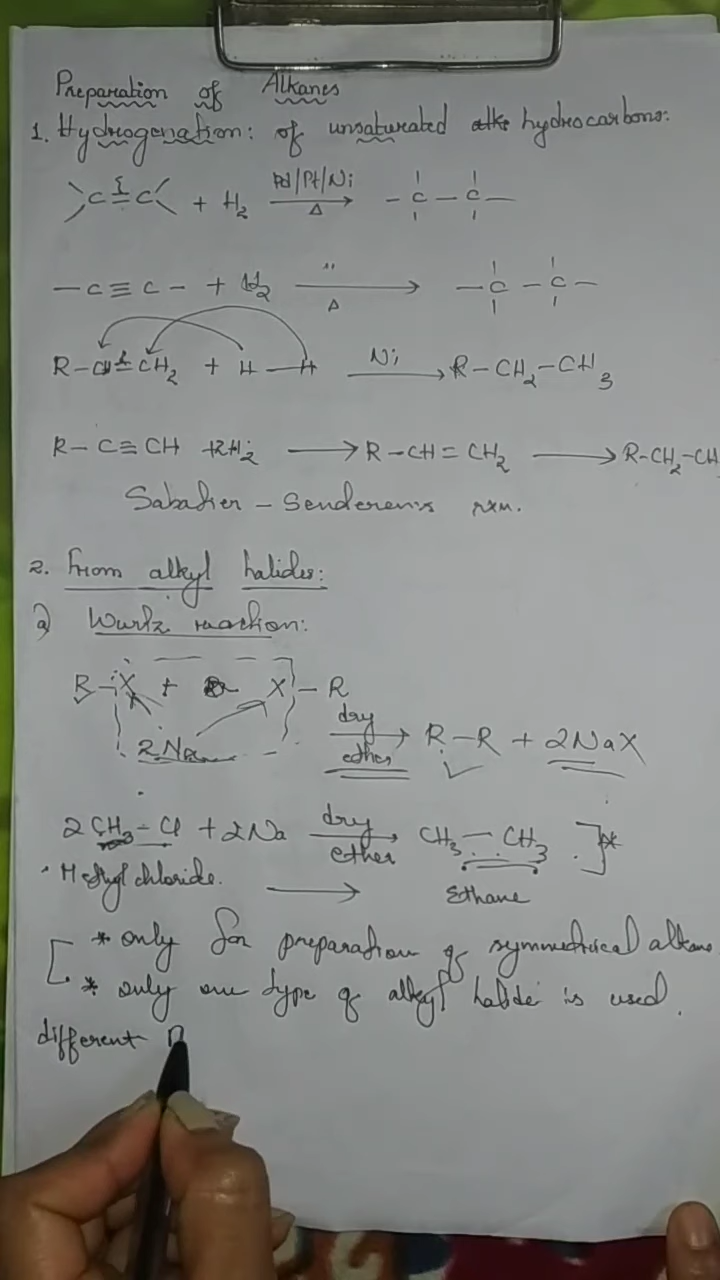 Preparation of Alkanes
1. Hydrogenation: of unsaturated hydrocarbons:
>C=C< + H₂ Pd/Pt/Ni Δ → -C-C-
-C≡C- + H₂ " Δ → -C-C-
R-CH=CH₂ + H-H Ni → R-CH₂-CH₃
R-C≡CH + 2H₂ → R-CH=CH₂ → R-CH₂-CH
Sabatier - Senderen's rxn.
2. From alkyl halides:
a) Wurtz reaction:
R-X + X-R
2Na dry ether → R-R + 2NaX
2CH₃-Cl + 2Na dry ether → CH₃-CH₃ . ]*
Methyl chloride. → Ethane
[ * only for preparation of symmetrical alkane
* only one type of alkyl halide is used.
different